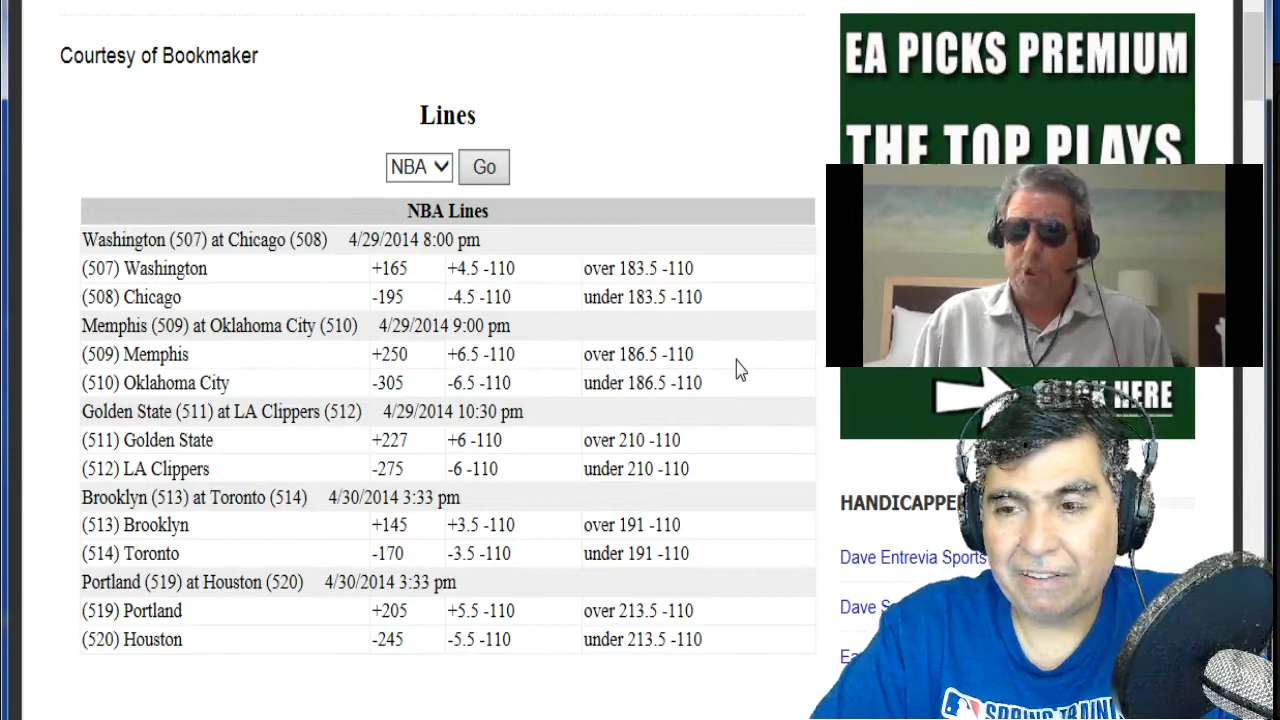 Courtesy of Bookmaker
Lines
NBA Go
NBA Lines
Washington (507) at Chicago (508) 4/29/2014 8:00 pm
(507) Washington +165 +4.5 -110 over 183.5 -110
(508) Chicago -195 -4.5 -110 under 183.5 -110
Memphis (509) at Oklahoma City (510) 4/29/2014 9:00 pm
(509) Memphis +250 +6.5 -110 over 186.5 -110
(510) Oklahoma City -305 -6.5 -110 under 186.5 -110
Golden State (511) at LA Clippers (512) 4/29/2014 10:30 pm
(511) Golden State +227 +6 -110 over 210 -110
(512) LA Clippers -275 -6 -110 under 210 -110
Brooklyn (513) at Toronto (514) 4/30/2014 3:33 pm
(513) Brooklyn +145 +3.5 -110 over 191 -110
(514) Toronto -170 -3.5 -110 under 191 -110
Portland (519) at Houston (520) 4/30/2014 3:33 pm
(519) Portland +205 +5.5 -110 over 213.5 -110
(520) Houston -245 -5.5 -110 under 213.5 -110
EA PICKS PREMIUM
THE TOP PLAYS
CLICK HERE
Dave Entrevia Sports
Dave
SPRING